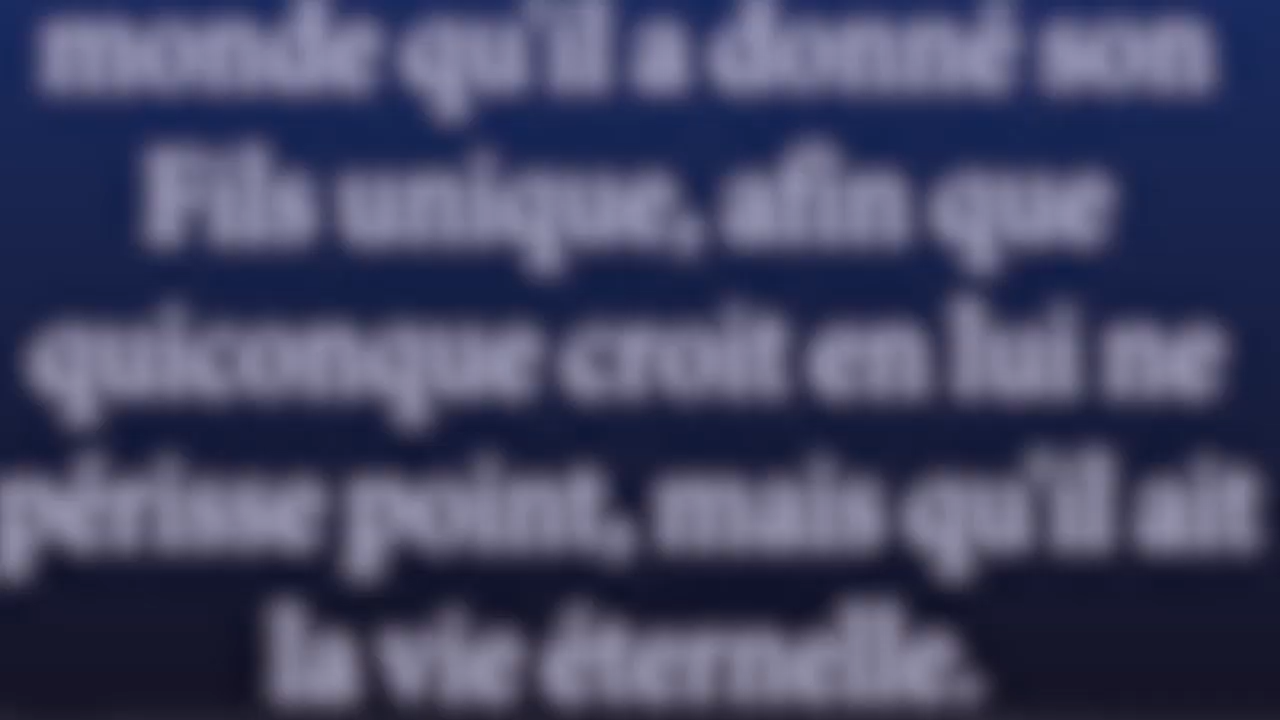 monde qu'il a donné son
Fils unique, afin que
quiconque croit en lui ne
périsse point, mais qu'il ait
la vie éternelle.